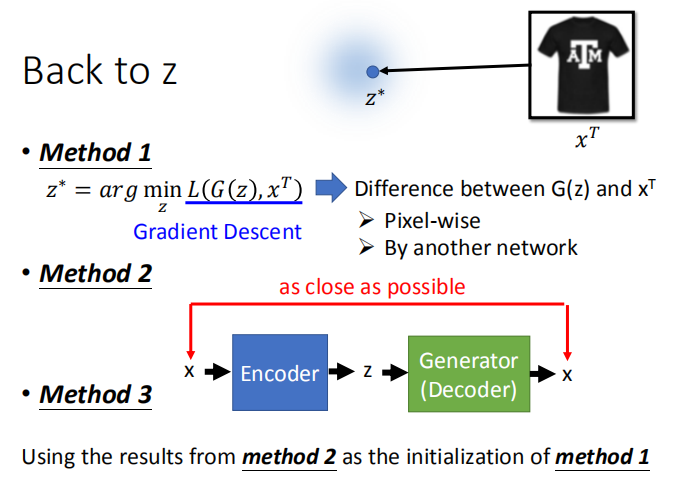 Back to z
ATM
z*
x^T
• Method 1
z* = arg min_z L(G(z), x^T)
Difference between G(z) and x^T
Gradient Descent
➢ Pixel-wise
➢ By another network
• Method 2
as close as possible
x
Encoder
z
Generator
(Decoder)
x
• Method 3
Using the results from method 2 as the initialization of method 1